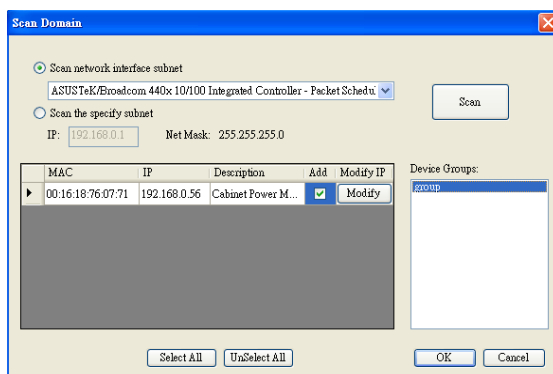 Scan Domain
Scan network interface subnet
ASUSTeK/Broadcom 440x 10/100 Integrated Controller - Packet Schedul
Scan
Scan the specify subnet
IP: 192.168.0.1 Net Mask: 255.255.255.0
MAC IP Description Add Modify IP
00:16:18:76:07:71 192.168.0.56 Cabinet Power M... Modify
Device Groups:
group
Select All UnSelect All OK Cancel